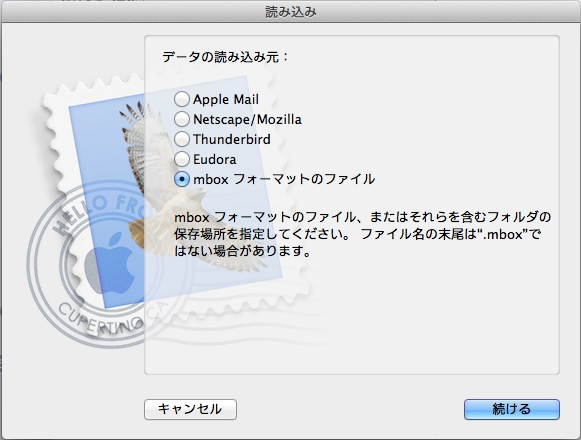 読み込み
データの読み込み元：
Apple Mail
Netscape/Mozilla
Thunderbird
Eudora
mbox フォーマットのファイル
mbox フォーマットのファイル、またはそれらを含むフォルダの
保存場所を指定してください。 ファイル名の末尾は“.mbox”で
はない場合があります。
HELLO FRO
CUPERTINO CA
キャンセル
続ける